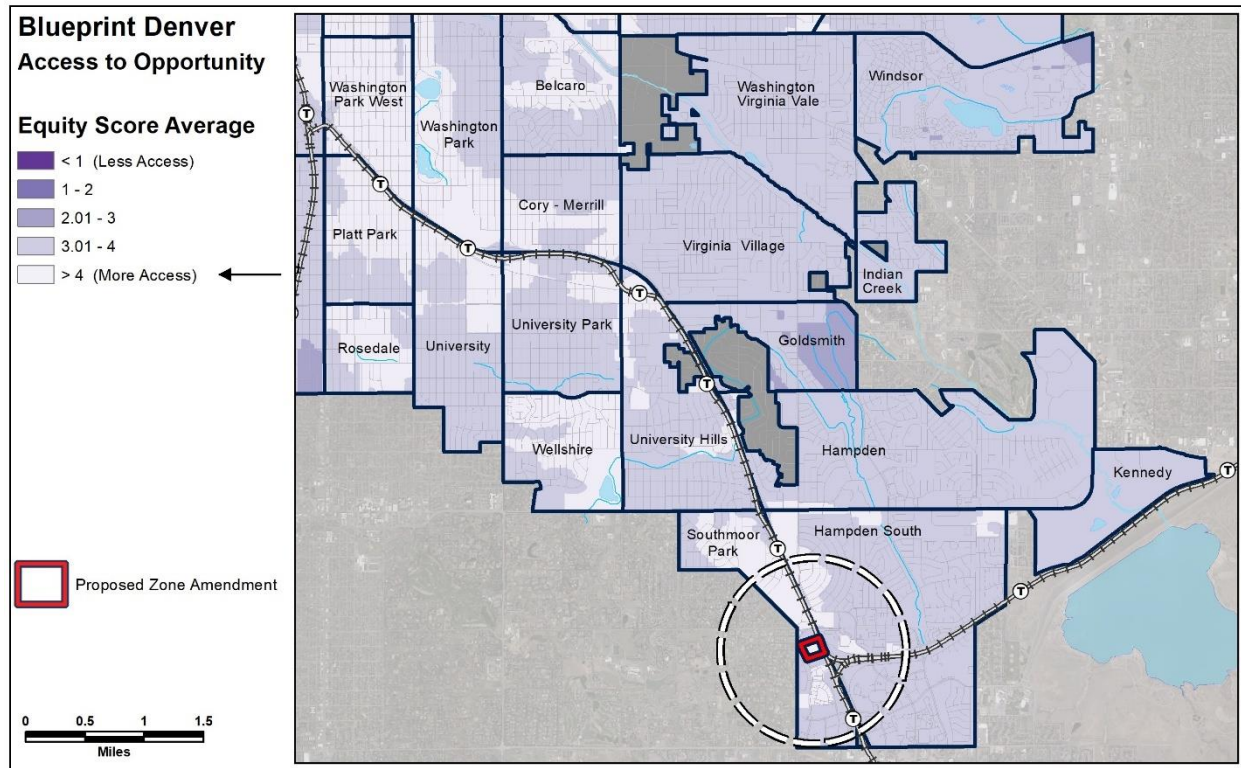 Blueprint Denver
Access to Opportunity
Equity Score Average
< 1 (Less Access)
1 - 2
2.01 - 3
3.01 - 4
> 4 (More Access)
Proposed Zone Amendment
0 0.5 1 1.5
Miles
Washington
Park West
Washington
Park
Belcaro
Washington
Virginia Vale
Windsor
Platt Park
Cory - Merrill
Virginia Village
Indian
Creek
Rosedale
University
University Park
Goldsmith
Wellshire
University Hills
Hampden
Kennedy
Southmoor
Park
Hampden South
T
T
T
T
T
T
T
T
T